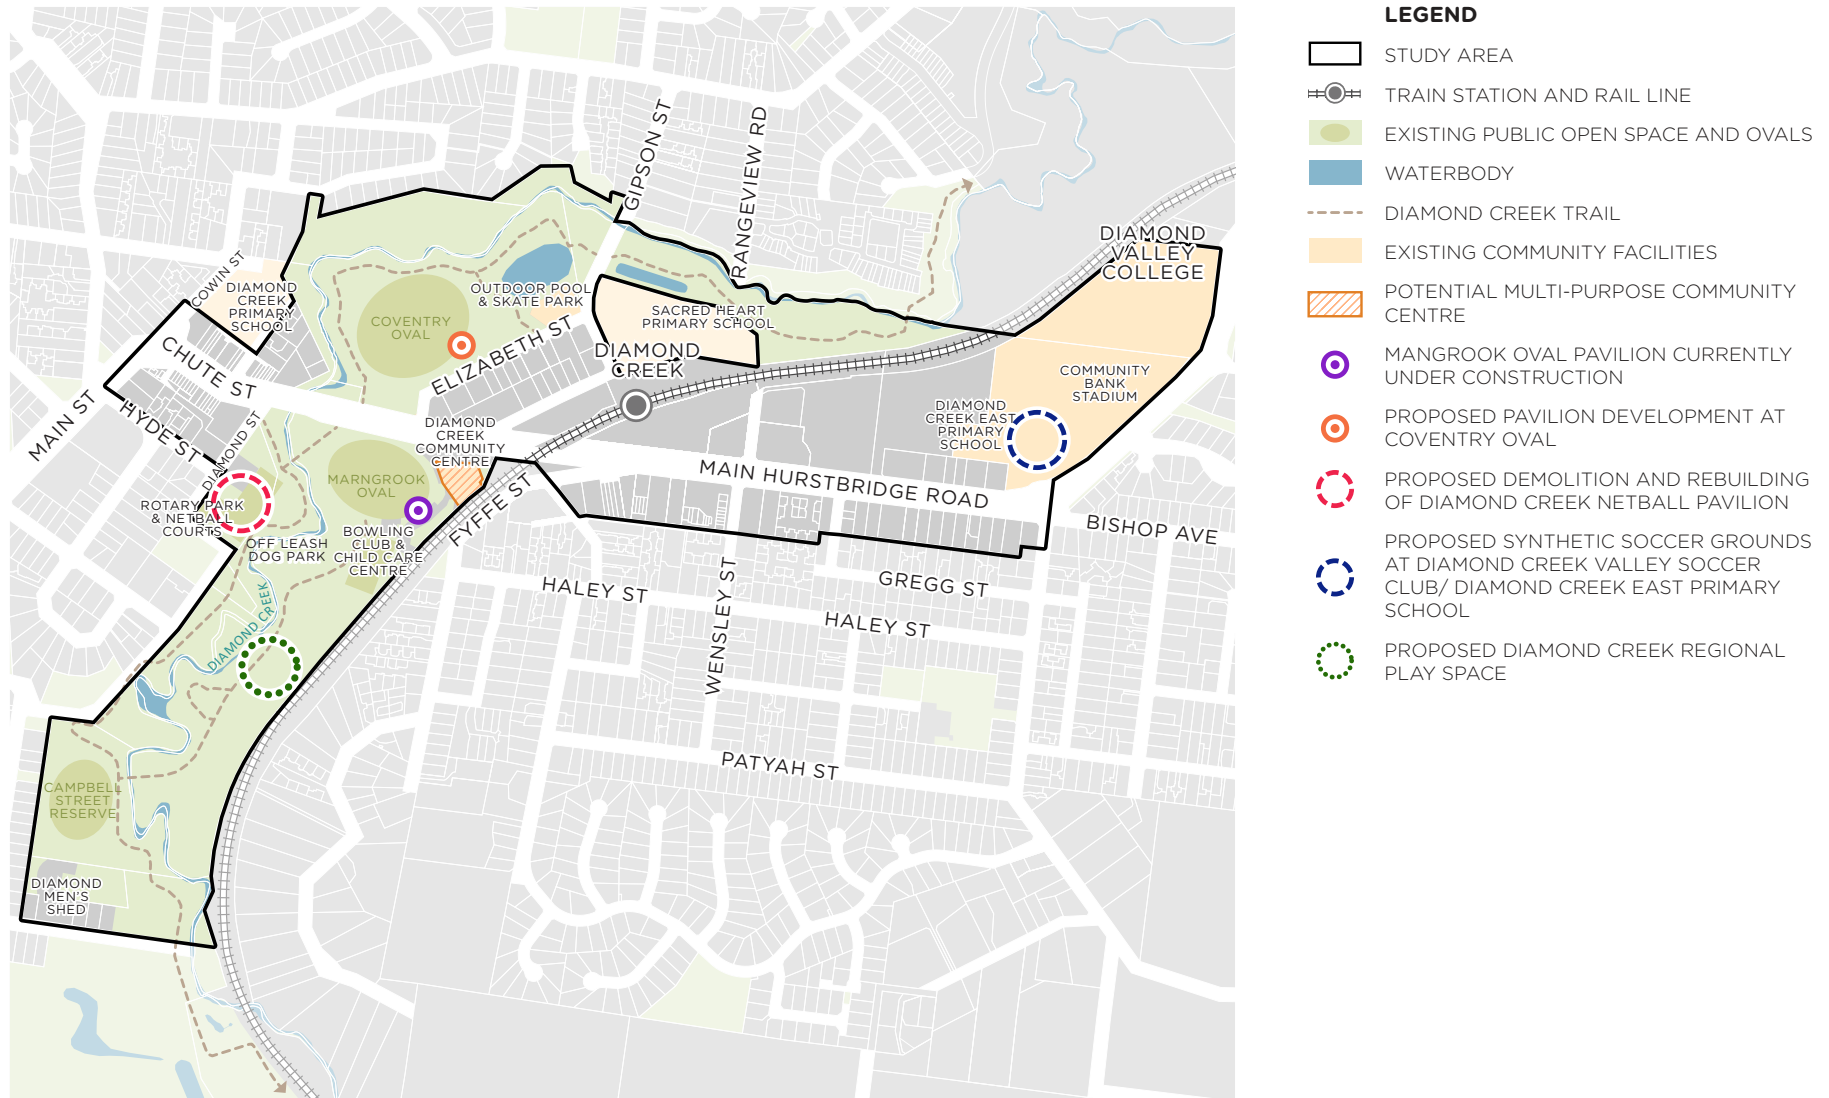 GIPSON ST
RANGEVIEW RD
DIAMOND
VALLEY
COLLEGE
COWIN ST
DIAMOND
CREEK
PRIMARY
SCHOOL
OUTDOOR POOL
& SKATE PARK
COVENTRY
OVAL
SACRED HEART
PRIMARY SCHOOL
ELIZABETH ST
DIAMOND
CREEK
CHUTE ST
MAIN ST
HYDE ST
DIAMOND ST
COMMUNITY
BANK
STADIUM
DIAMOND
CREEK EAST
PRIMARY
SCHOOL
DIAMOND
CREEK
COMMUNITY
CENTRE
MARNGROOK
OVAL
MAIN HURSTBRIDGE ROAD
ROTARY PARK
& NETBALL
COURTS
FYFFE ST
BISHOP AVE
BOWLING
CLUB &
CHILD CARE
CENTRE
OFF LEASH
DOG PARK
HALEY ST
GREGG ST
WENSLEY ST
HALEY ST
DIAMOND CREEK
PATYAH ST
CAMPBELL
STREET
RESERVE
DIAMOND
MEN'S
SHED
LEGEND
STUDY AREA
TRAIN STATION AND RAIL LINE
EXISTING PUBLIC OPEN SPACE AND OVALS
WATERBODY
DIAMOND CREEK TRAIL
EXISTING COMMUNITY FACILITIES
POTENTIAL MULTI-PURPOSE COMMUNITY
CENTRE
MANGROOK OVAL PAVILION CURRENTLY
UNDER CONSTRUCTION
PROPOSED PAVILION DEVELOPMENT AT
COVENTRY OVAL
PROPOSED DEMOLITION AND REBUILDING
OF DIAMOND CREEK NETBALL PAVILION
PROPOSED SYNTHETIC SOCCER GROUNDS
AT DIAMOND CREEK VALLEY SOCCER
CLUB/ DIAMOND CREEK EAST PRIMARY
SCHOOL
PROPOSED DIAMOND CREEK REGIONAL
PLAY SPACE